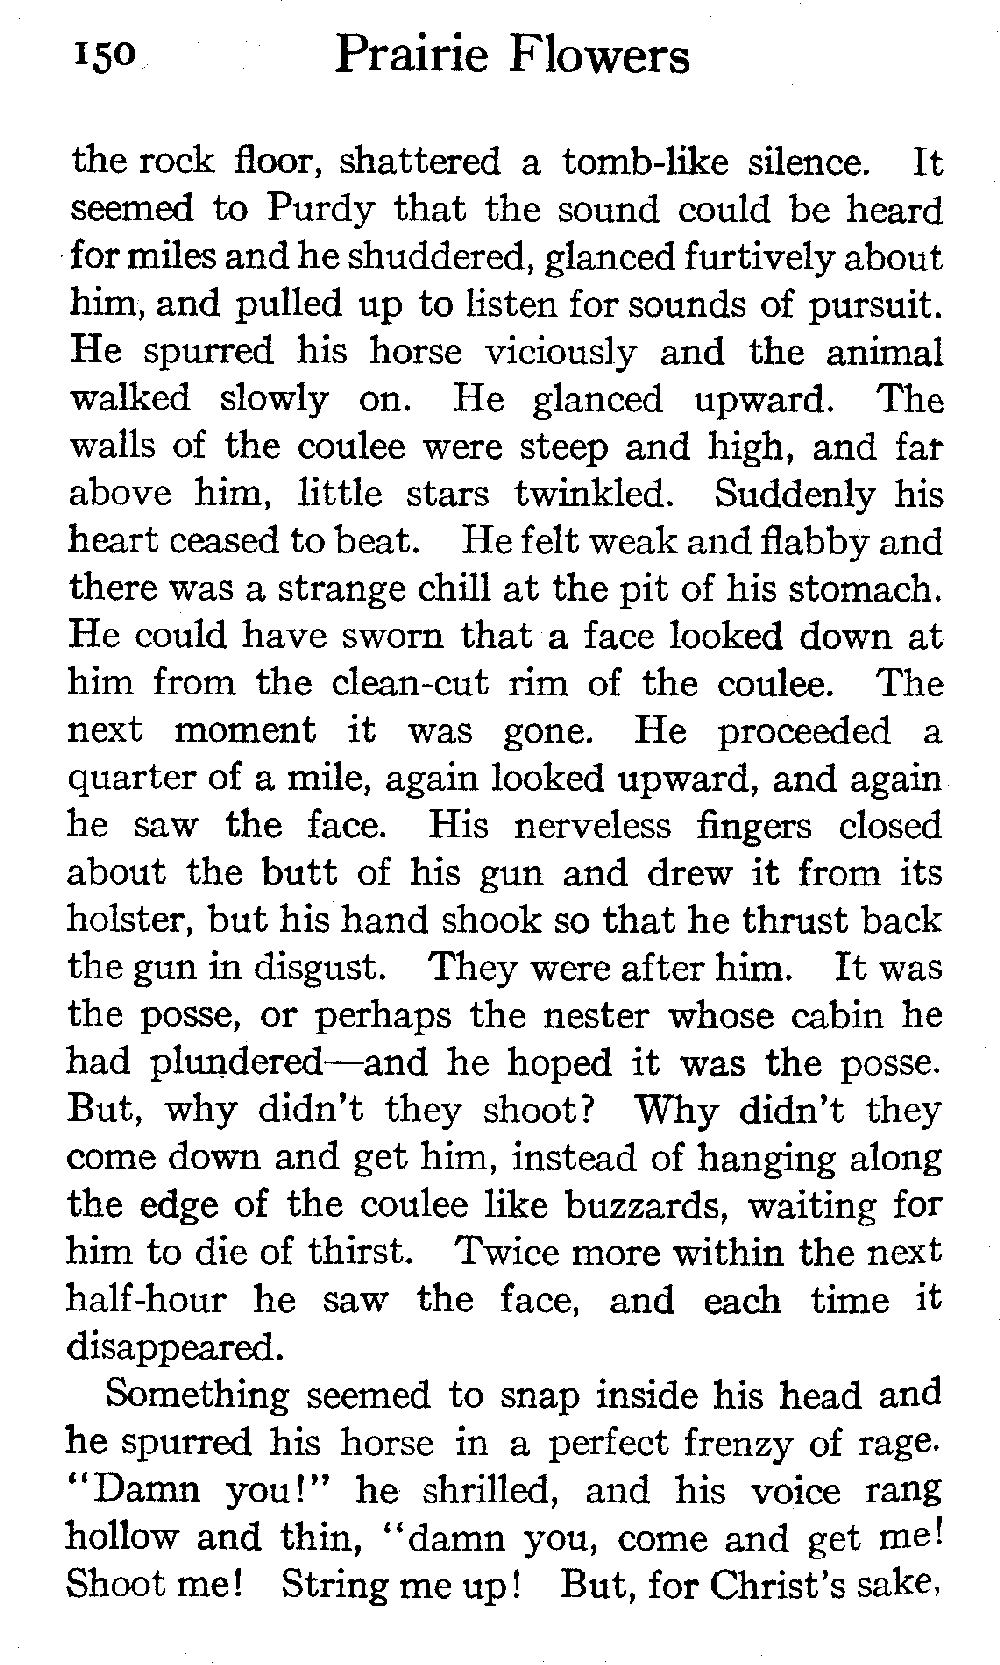 150 Prairie Flowers
the rock floor, shattered a tomb-like silence. It
seemed to Purdy that the sound could be heard
for miles and he shuddered, glanced furtively about
him, and pulled up to listen for sounds of pursuit.
He spurred his horse viciously and the animal
walked slowly on. He glanced upward. The
walls of the coulee were steep and high, and far
above him, little stars twinkled. Suddenly his
heart ceased to beat. He felt weak and flabby and
there was a strange chill at the pit of his stomach.
He could have sworn that a face looked down at
him from the clean-cut rim of the coulee. The
next moment it was gone. He proceeded a
quarter of a mile, again looked upward, and again
he saw the face. His nerveless fingers closed
about the butt of his gun and drew it from its
holster, but his hand shook so that he thrust back
the gun in disgust. They were after him. It was
the posse, or perhaps the nester whose cabin he
had plundered—and he hoped it was the posse.
But, why didn't they shoot? Why didn't they
come down and get him, instead of hanging along
the edge of the coulee like buzzards, waiting for
him to die of thirst. Twice more within the next
half-hour he saw the face, and each time it
disappeared.
Something seemed to snap inside his head and
he spurred his horse in a perfect frenzy of rage.
"Damn you!" he shrilled, and his voice rang
hollow and thin, "damn you, come and get me!
Shoot me! String me up! But, for Christ's sake,